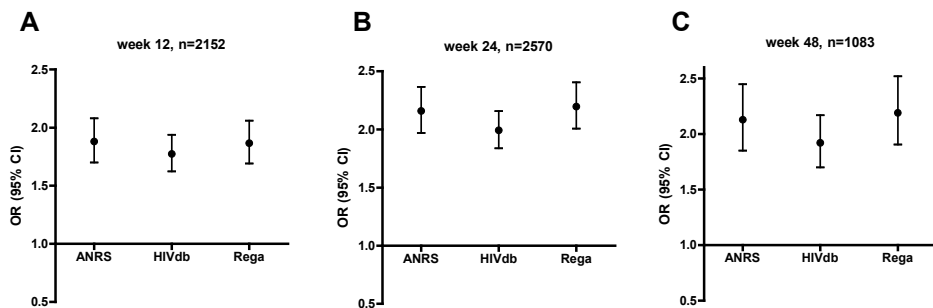 A
week 12, n=2152
OR (95% CI)
2.5
2.0
1.5
1.0
0.5
ANRS HIVdb Rega
B
week 24, n=2570
OR (95% CI)
2.5
2.0
1.5
1.0
0.5
ANRS HIVdb Rega
C
week 48, n=1083
OR (95% CI)
2.5
2.0
1.5
1.0
0.5
ANRS HIVdb Rega